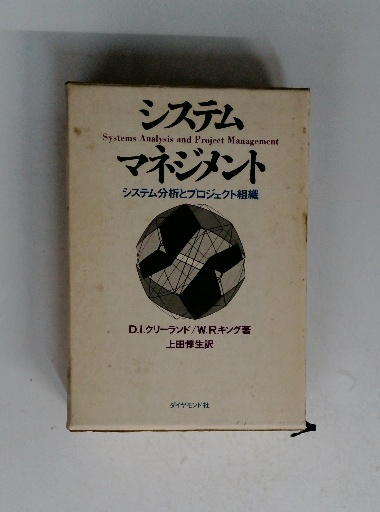 システム
Systems Analysis and Project Management
マネジメント
システム分析とプロジェクト組織
D.I.クリーランド/W.R.キング著
上田惇生訳
ダイヤモンド社